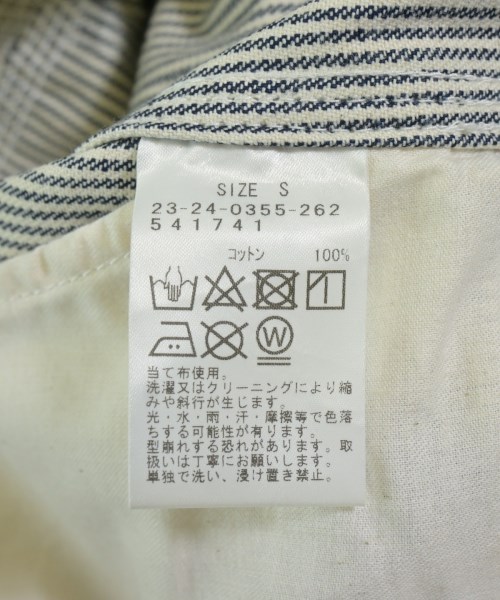 SIZE S
23-24-0355-262
541741
コットン 100%
W
当て布使用。
洗濯又はクリーニングにより縮
みや斜行が生じます。
光・水・雨・汗・摩擦等で色落
ちする可能性が有ります。
型崩れする恐れがあります。取
扱いは丁寧にお願いします。
単独で洗い、浸け置き禁止。